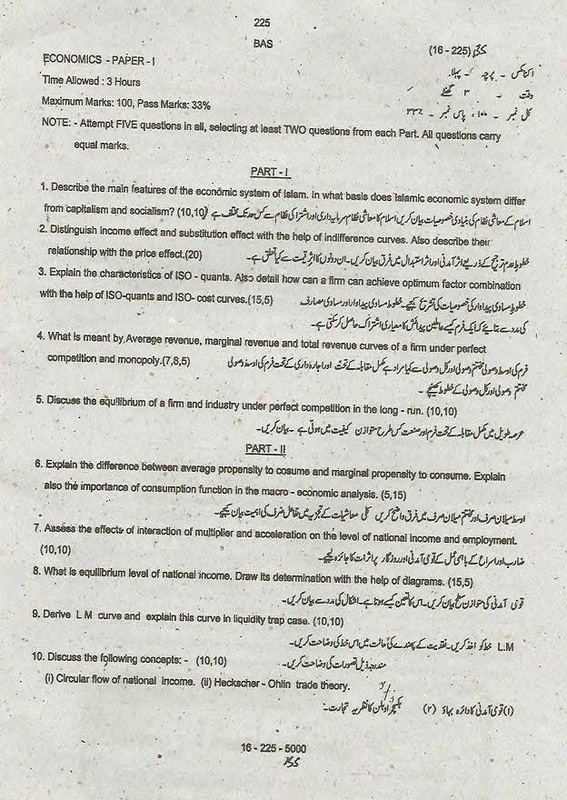 225
BAS
(16 - 225)
ECONOMICS - PAPER - I
اکنامکس - پرچہ - پہلا
Time Allowed : 3 Hours
وقت - ۳ گھنٹے
Maximum Marks: 100, Pass Marks: 33%
کل نمبر - ۱۰۰، پاس نمبر - ۳۳٪
NOTE: - Attempt FIVE questions in all, selecting at least TWO questions from each Part. All questions carry
equal marks.
PART - I
1. Describe the main features of the economic system of Islam. In what basis does Islamic economic system differ
from capitalism and socialism? (10,10) اسلام کے معاشی نظام کی بنیادی خصوصیات بیان کریں اسلام کا معاشی نظام سرمایہ داری اور اشتراکی نظام سے کس حد تک مختلف ہے
2. Distinguish income effect and substitution effect with the help of indifference curves. Also describe their
relationship with the price effect.(20) خطوط عدم ترجیح کے ذریعے اثر آمدنی اور اثر استبدال میں فرق بیان کریں۔ ان دونوں کا اثر قیمت سے کیا تعلق ہے۔
3. Explain the characteristics of ISO - quants. Also detail how can a firm can achieve optimum factor combination
with the help of ISO-quants and ISO- cost curves.(15,5) خطوط مساوی پیداوار کی خصوصیات کی تشریح کیجیے۔ خطوط مساوی پیداوار اور مساوی مصارف
کی مدد سے بتائیے کہ ایک فرم کیسے عاملین پیدائش کا معیاری اشتراک حاصل کر سکتی ہے۔
4. What is meant by Average revenue, marginal revenue and total revenue curves of a firm under perfect
competition and monopoly.(7,8,5) فرم کی اوسط وصولی مختتم وصولی اور کل وصولی سے کیا مراد ہے مکمل مقابلہ کے تحت اور اجارہ داری کے تحت فرم کی اوسط وصولی
مختتم وصولی اور کل وصولی کے خطوط کھینچیے۔
5. Discuss the equilibrium of a firm and industry under perfect competition in the long - run. (10,10)
عرصہ طویل میں مکمل مقابلہ کے تحت فرم اور صنعت کس طرح متوازن کیفیت میں ہوتی ہے - بیان کریں۔
PART - II
6. Explain the difference between average propensity to cosume and marginal propensity to consume. Explain
also the importance of consumption function in the macro - economic analysis. (5,15)
اوسط میلان صرف اور مختتم میلان صرف میں فرق واضح کریں کلی معاشیات کے تجزیہ میں تفاعل صرف کی اہمیت بیان کیجیے۔
7. Assess the effects of interaction of multiplier and acceleration on the level of national income and employment.
(10,10) ضارب اور اسراع کے باہمی عمل کے قومی آمدنی اور روزگار پر اثرات کا جائزہ لیجیے۔
8. What is equilibrium level of national income. Draw its determination with the help of diagrams. (15,5)
قومی آمدنی کی متوازن سطح بیان کریں۔ اس کا تعین کیسے ہوتا ہے۔ اشکال کی مدد سے بیان کریں۔
9. Derive L M curve and explain this curve in liquidity trap case. (10,10)
L.M خط کو اخذ کریں۔ نقدیت کے پھندے کی حالت میں اس خط کی وضاحت کریں۔
10. Discuss the following concepts: - (10,10) مندرجہ ذیل تصورات کی وضاحت کریں۔
(i) Circular flow of national income. (ii) Heckscher - Ohlin trade theory.
(۱) قومی آمدنی کا دائرہ بہاؤ (۲) ہیکشچر اوہلن کا نظریہ تجارت۔
16 - 225 - 5000